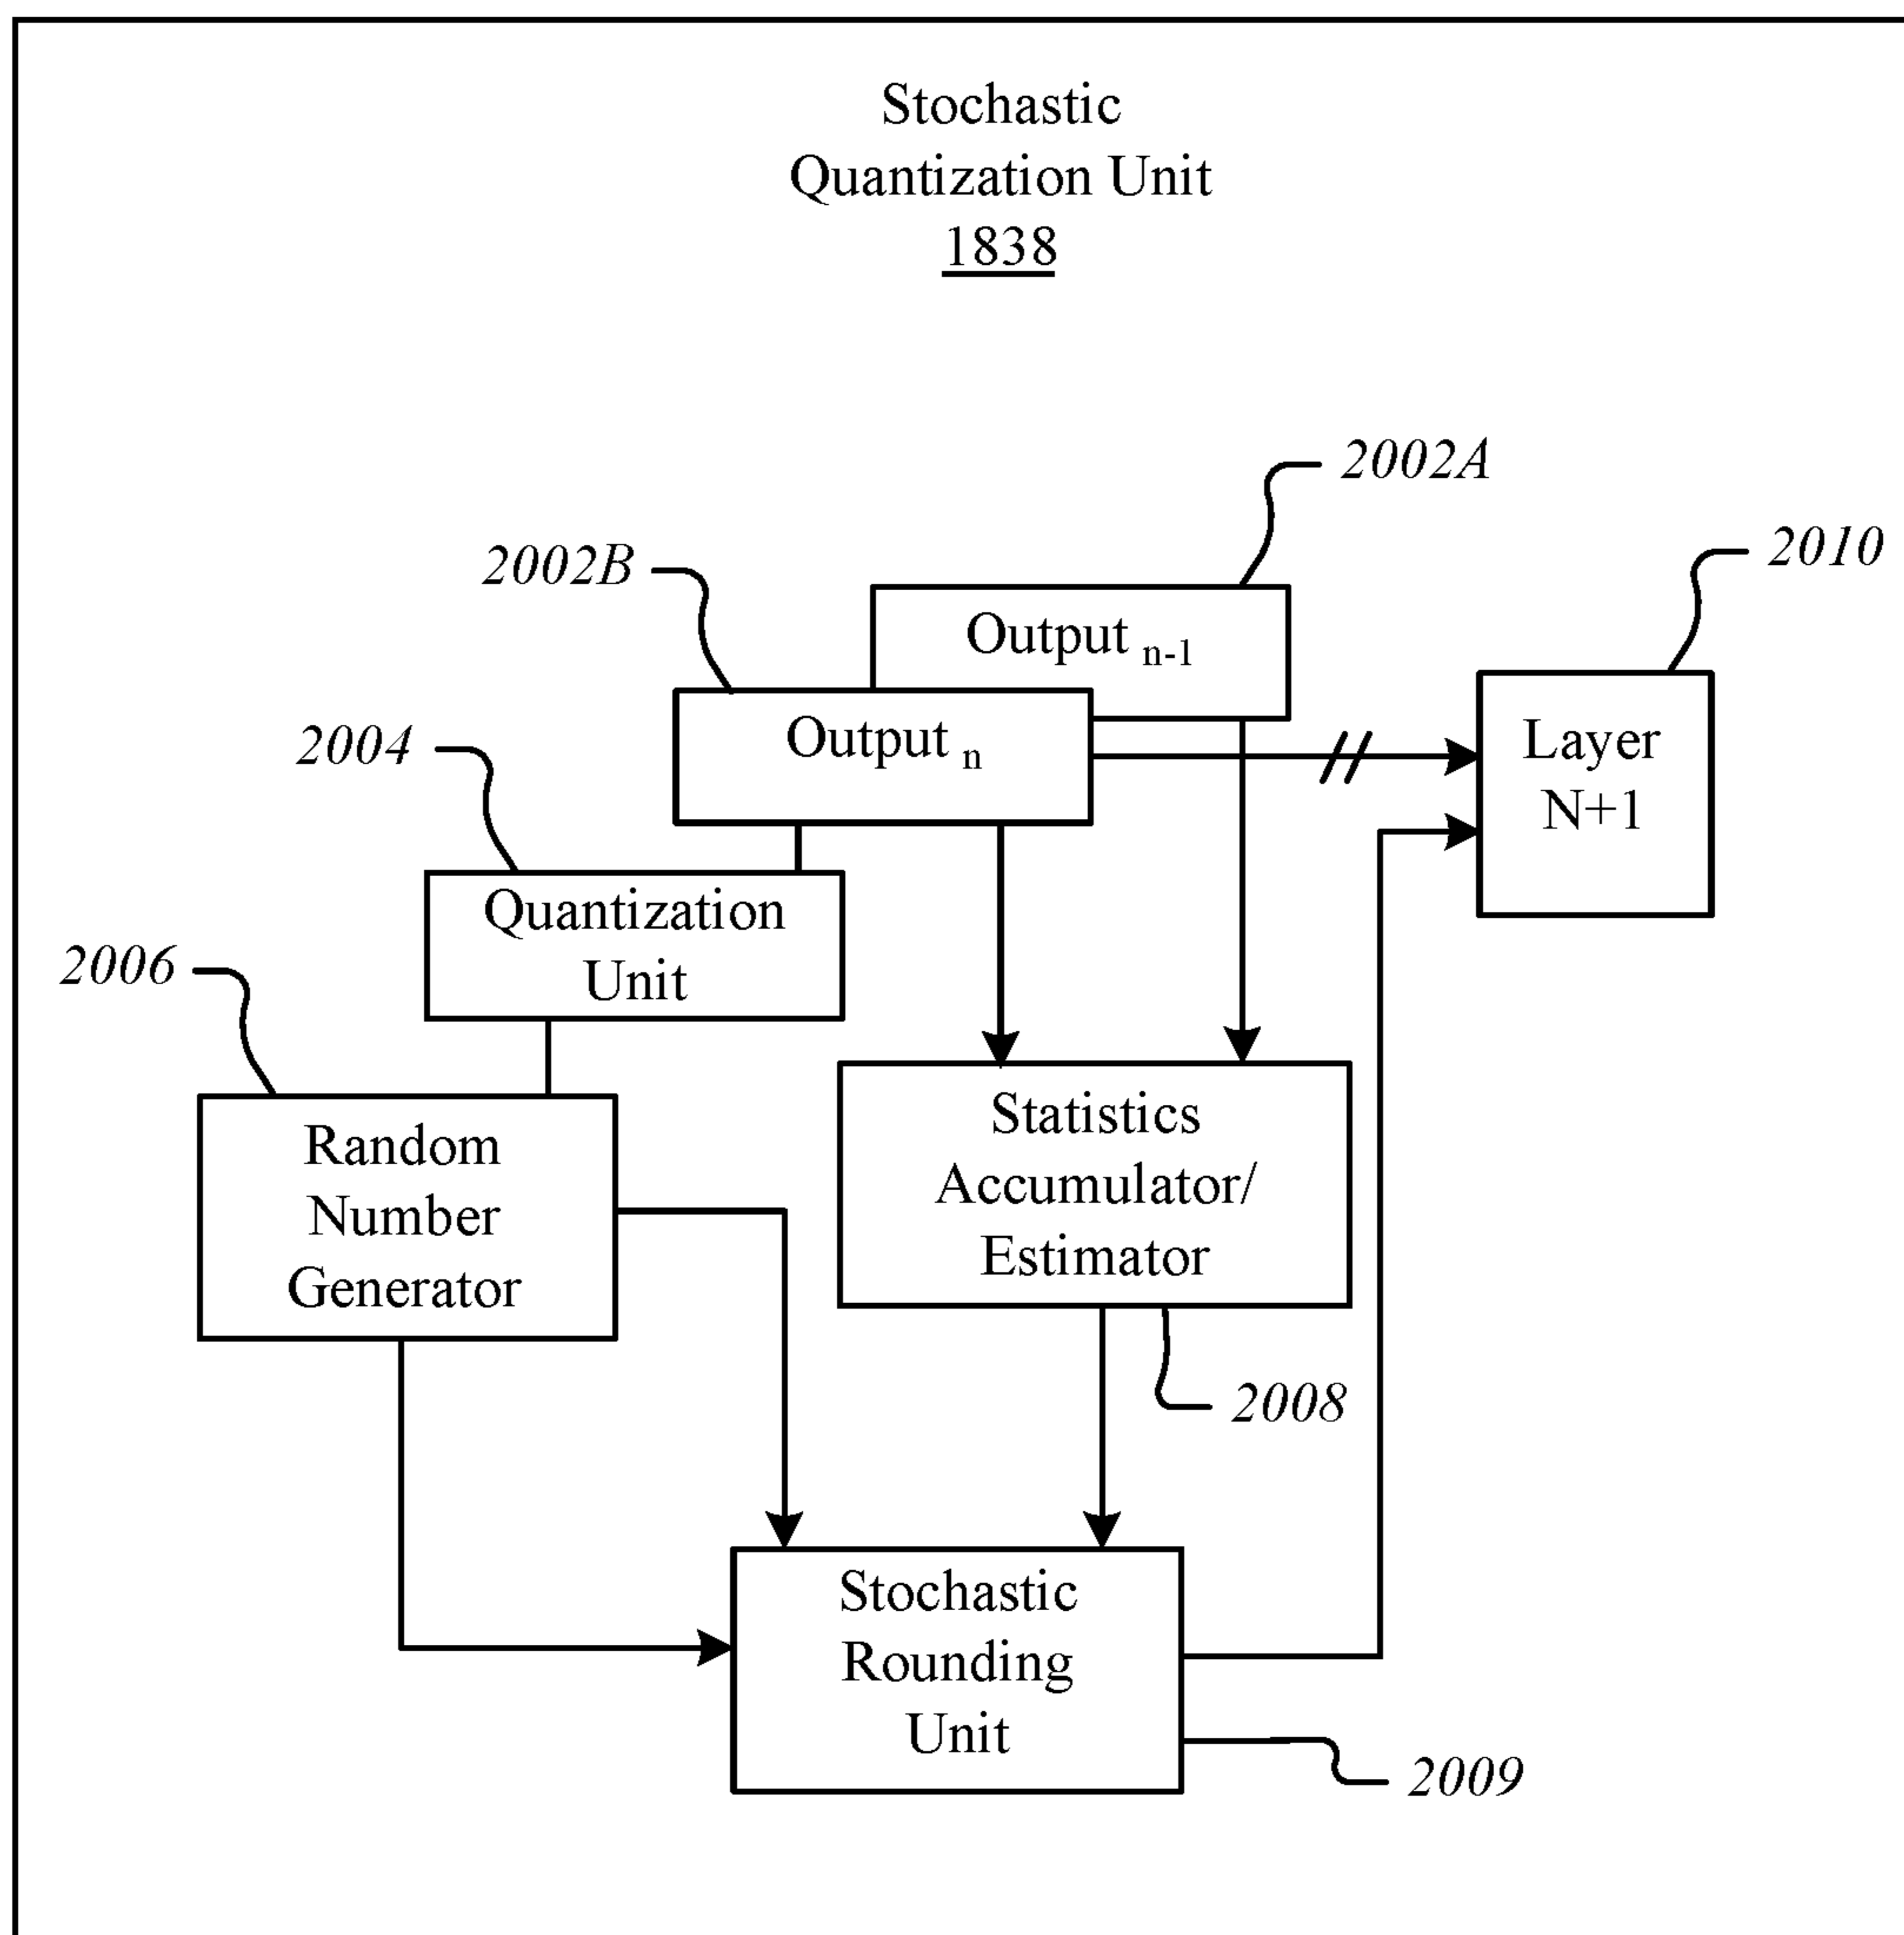 Stochastic
Quantization Unit
1838
2002A
2010
2002B
Output n-1
Layer
N+1
Output n
2004
Quantization
Unit
2006
Random
Number
Generator
Statistics
Accumulator/
Estimator
2008
Stochastic
Rounding
Unit
2009